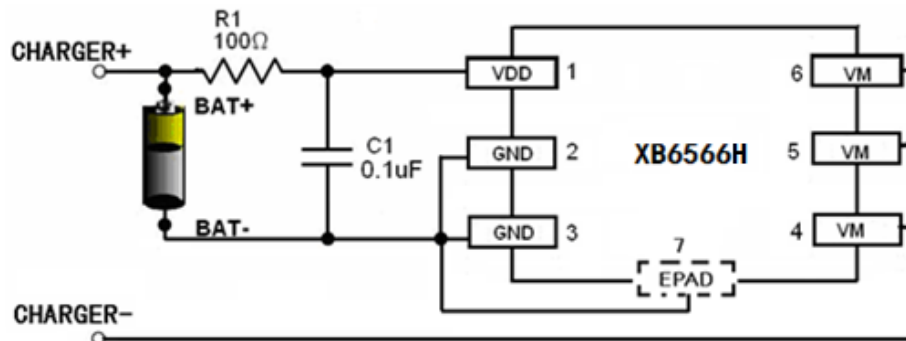 R1
100Ω
CHARGER+
BAT+
C1
0.1uF
BAT-
CHARGER-
VDD 1
GND 2
GND 3
XB6566H
6 VM
5 VM
4 VM
7
EPAD